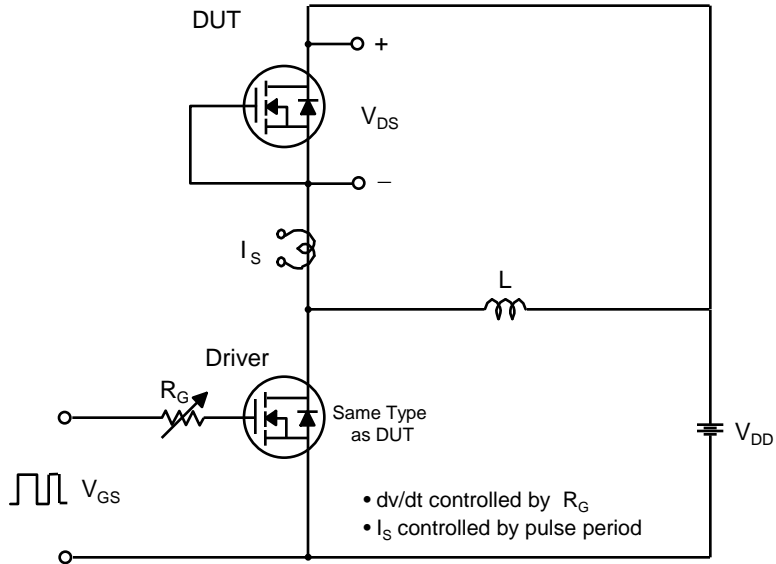 DUT
+
V_DS
–
I_S
L
Driver
R_G
Same Type
as DUT
V_DD
V_GS
• dv/dt controlled by R_G
• I_S controlled by pulse period